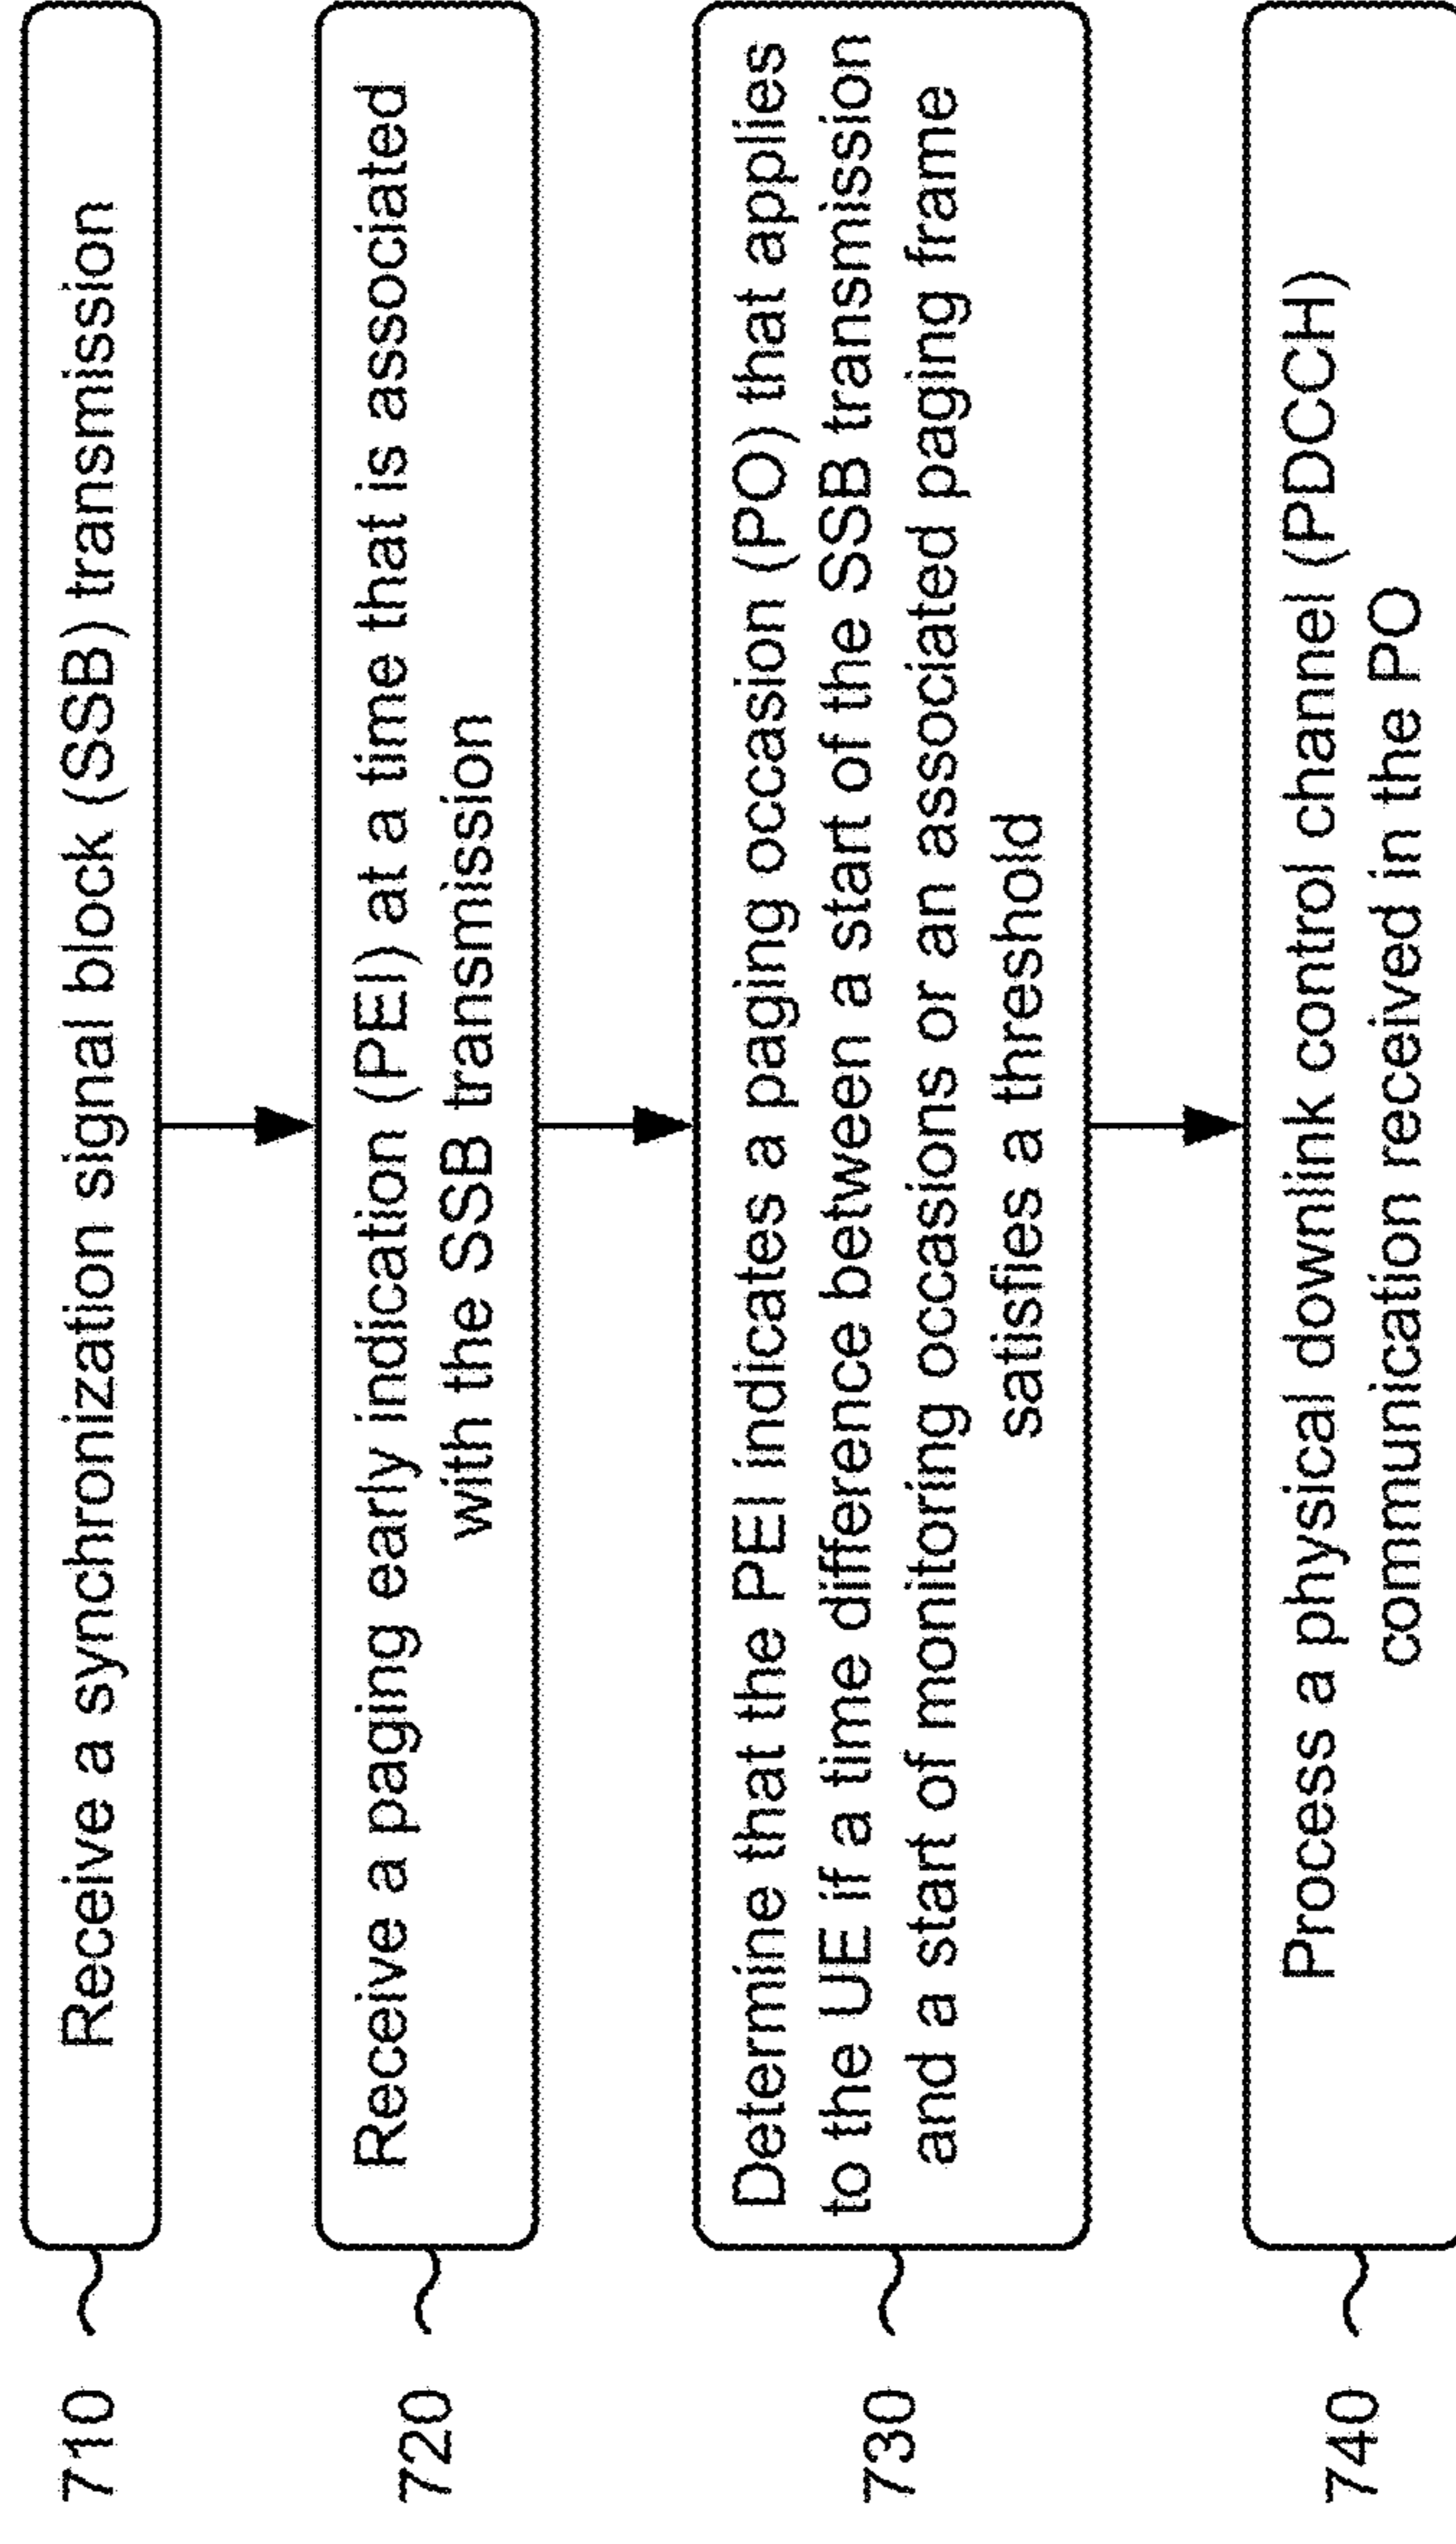 710
Receive a synchronization signal block (SSB) transmission
720
Receive a paging early indication (PEI) at a time that is associated
with the SSB transmission
730
Determine that the PEI indicates a paging occasion (PO) that applies
to the UE if a time difference between a start of the SSB transmission
and a start of monitoring occasions or an associated paging frame
satisfies a threshold
740
Process a physical downlink control channel (PDCCH)
communication received in the PO